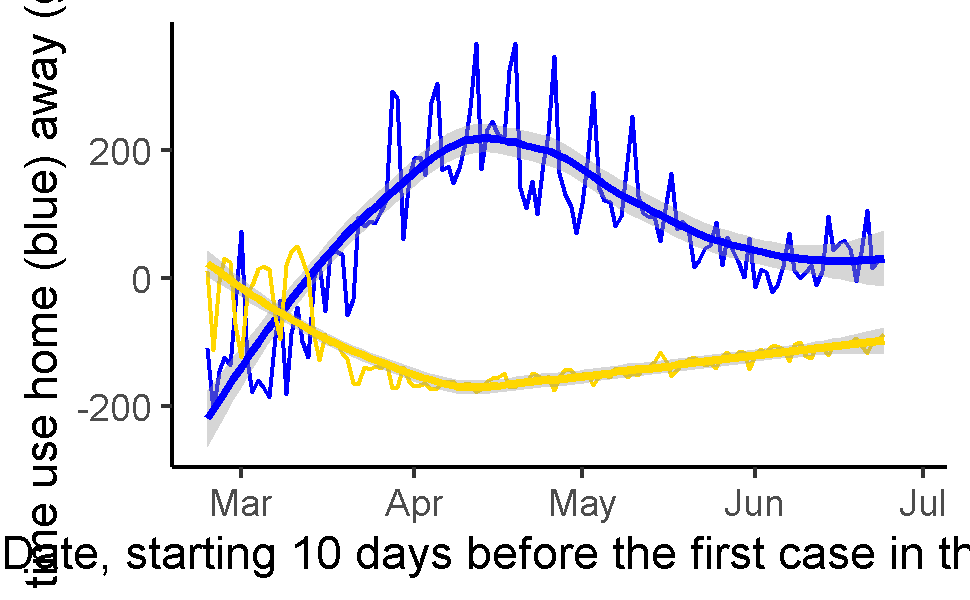 time use home (blue) away (
200
0
-200
Mar Apr May Jun Jul
Date, starting 10 days before the first case in th